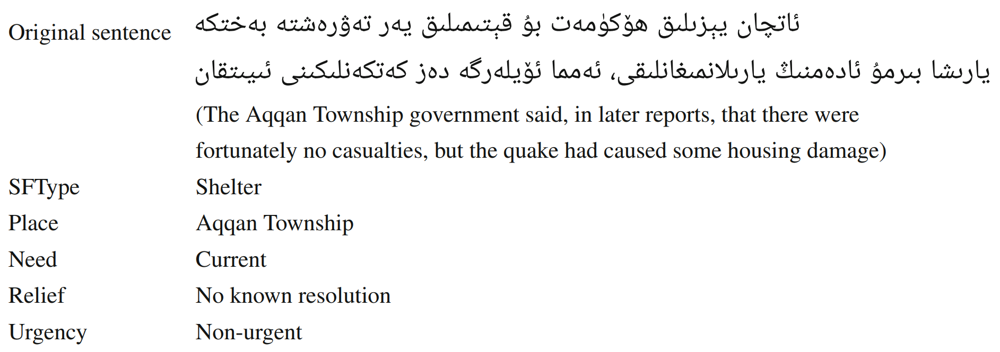 Original sentence
ئاتچان يېزىلىق ھۆكۈمەت بۇ قېتىمىلىق يەر تەۋرەشتە بەختكە
يارىشا بىرمۇ ئادەمنىڭ يارىلانمىغانلىقى، ئەمما ئۆيلەرگە دەز كەتكەنلىكىنى ئىيىتقان
(The Aqqan Township government said, in later reports, that there were
fortunately no casualties, but the quake had caused some housing damage)
SFType Shelter
Place Aqqan Township
Need Current
Relief No known resolution
Urgency Non-urgent